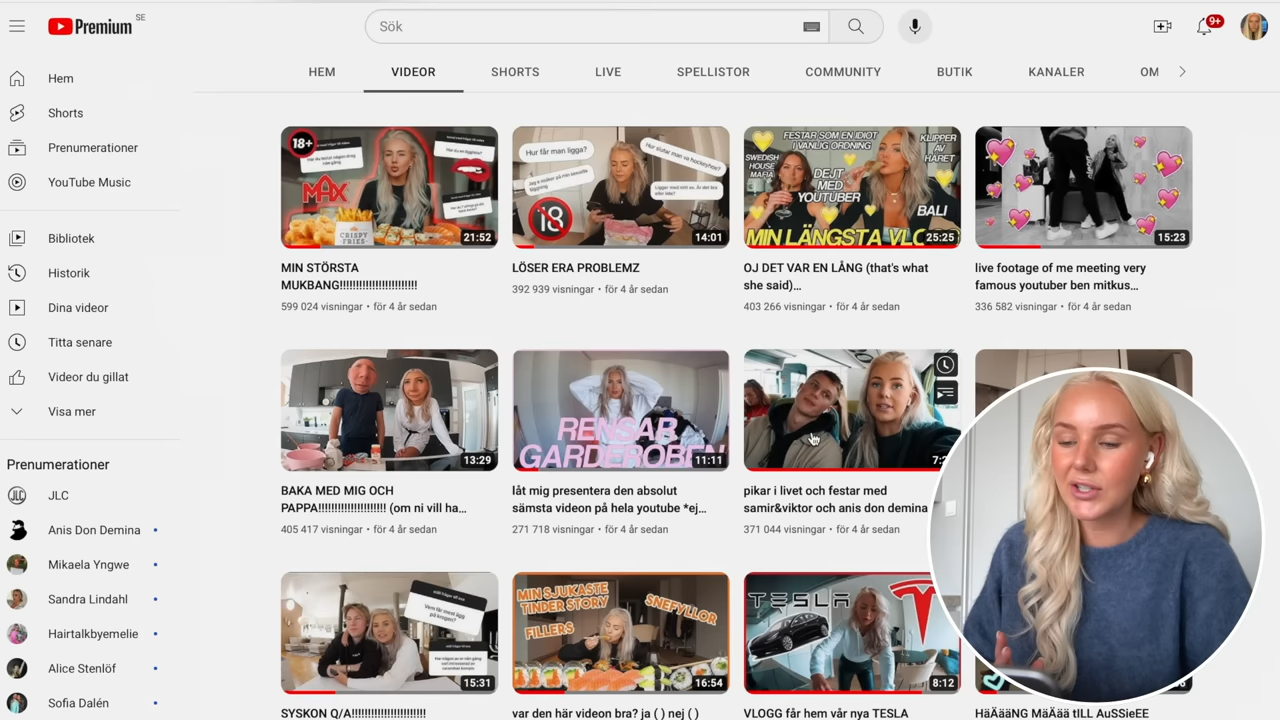 Premium SE
Sök
9+
HEM VIDEOR SHORTS LIVE SPELLISTOR COMMUNITY BUTIK KANALER OM
Hem
Shorts
Prenumerationer
YouTube Music
Bibliotek
Historik
Dina videor
Titta senare
Videor du gillat
Visa mer
Prenumerationer
JLC
Anis Don Demina
Mikaela Yngwe
Sandra Lindahl
Hairtalkbyemelie
Alice Stenlöf
Sofia Dalén
18+
MAX
CRISPY
FRIES
21:52
MIN STÖRSTA
MUKBANG!!!!!!!!!!!!!!!!!!!!!!!
599 024 visningar • för 4 år sedan
Hur får man ligga?
18
14:01
LÖSER ERA PROBLEMZ
392 939 visningar • för 4 år sedan
FESTAR SOM EN IDIOT
I VANLIG ORDNING
KLIPPER
AV
HÅRET
SWEDISH
HOUSE
MAFIA
DEJT
MED
YOUTUBER
BALI
MIN LÄNGSTA VLO
25:25
OJ DET VAR EN LÅNG (that's what
she said)...
403 266 visningar • för 4 år sedan
15:23
live footage of me meeting very
famous youtuber ben mitkus...
336 582 visningar • för 4 år sedan
13:29
BAKA MED MIG OCH
PAPPA!!!!!!!!!!!!!!!!!!!!! (om ni vill ha...
405 417 visningar • för 4 år sedan
RENSAR
GARDEROBEN
11:11
låt mig presentera den absolut
sämsta videon på hela youtube *ej...
271 718 visningar • för 4 år sedan
7:2
pikar i livet och festar med
samir&viktor och anis don demina
371 044 visningar • för 4 år sedan
15:31
SYSKON Q/A!!!!!!!!!!!!!!!!!!!!!!!!
MIN SJUKASTE
TINDER STORY
SNEFYLLOR
FILLERS
16:54
var den här videon bra? ja ( ) nej ( )
TESLA
8:12
VLOGG får hem vår nya TESLA
HäÄääNG MäÄää tILL AuSSieEE